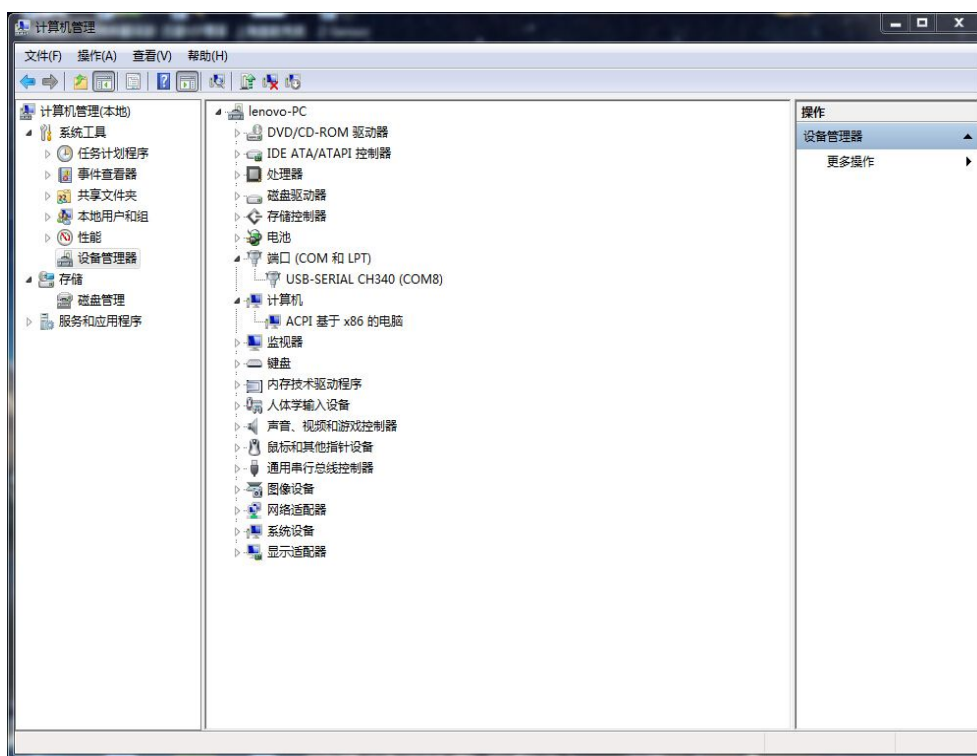 计算机管理
文件(F) 操作(A) 查看(V) 帮助(H)
计算机管理(本地)
系统工具
任务计划程序
事件查看器
共享文件夹
本地用户和组
性能
设备管理器
存储
磁盘管理
服务和应用程序
lenovo-PC
DVD/CD-ROM 驱动器
IDE ATA/ATAPI 控制器
处理器
磁盘驱动器
存储控制器
电池
端口 (COM 和 LPT)
USB-SERIAL CH340 (COM8)
计算机
ACPI 基于 x86 的电脑
监视器
键盘
内存技术驱动程序
人体学输入设备
声音、视频和游戏控制器
鼠标和其他指针设备
通用串行总线控制器
图像设备
网络适配器
系统设备
显示适配器
操作
设备管理器
更多操作